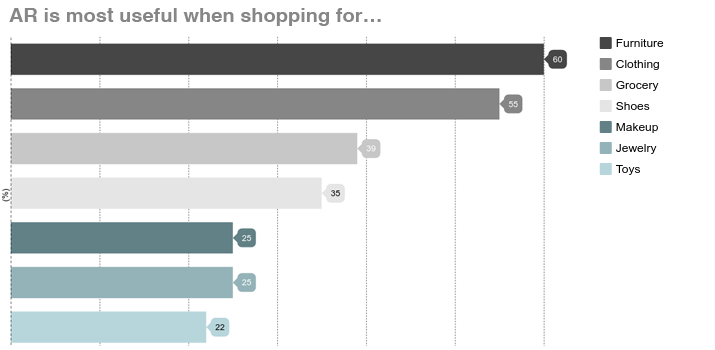 AR is most useful when shopping for…
(%)
60
55
39
35
25
25
22
Furniture
Clothing
Grocery
Shoes
Makeup
Jewelry
Toys